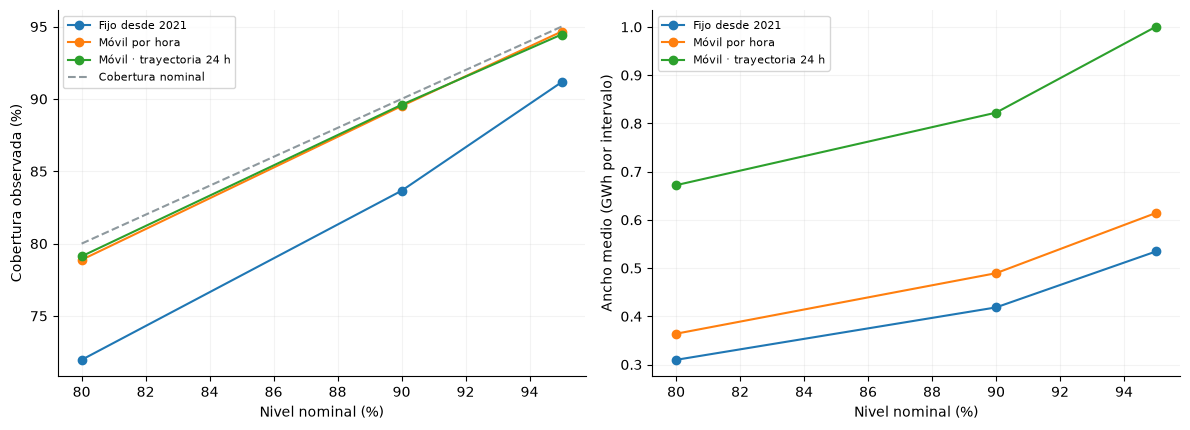 Fijo desde 2021
Móvil por hora
Móvil · trayectoria 24 h
Cobertura nominal
Cobertura observada (%)
95
90
85
80
75
80 82 84 86 88 90 92 94
Nivel nominal (%)
Fijo desde 2021
Móvil por hora
Móvil · trayectoria 24 h
Ancho medio (GWh por intervalo)
1.0
0.9
0.8
0.7
0.6
0.5
0.4
0.3
80 82 84 86 88 90 92 94
Nivel nominal (%)